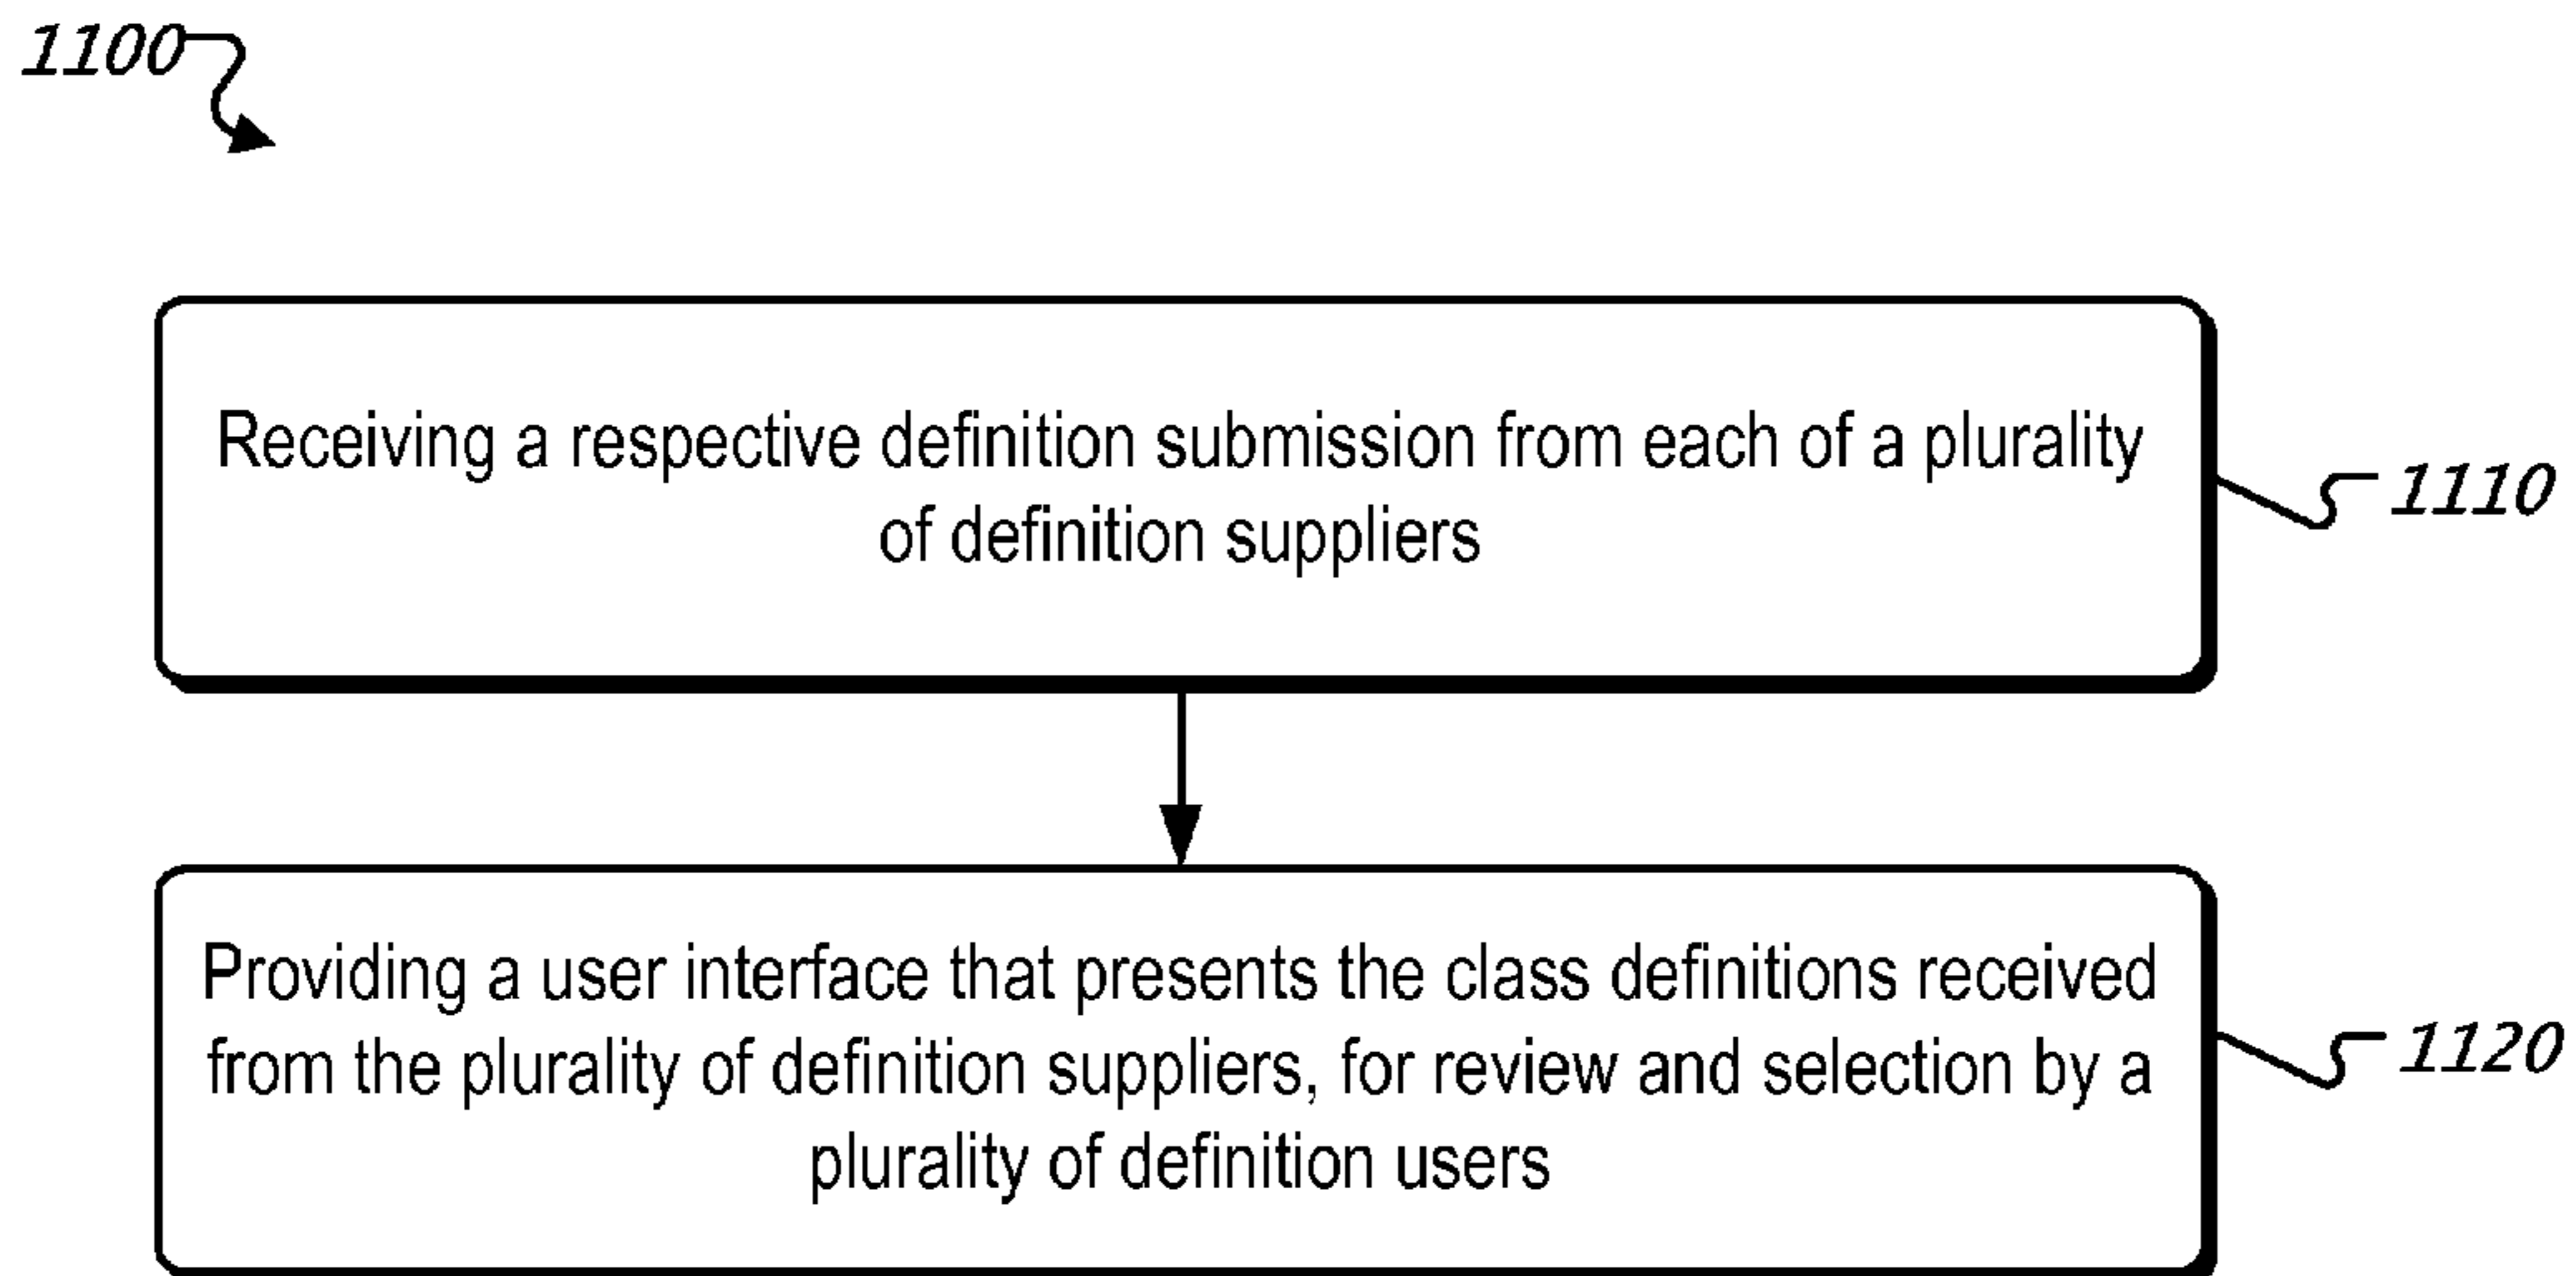 1100
Receiving a respective definition submission from each of a plurality
of definition suppliers
1110
Providing a user interface that presents the class definitions received
from the plurality of definition suppliers, for review and selection by a
plurality of definition users
1120